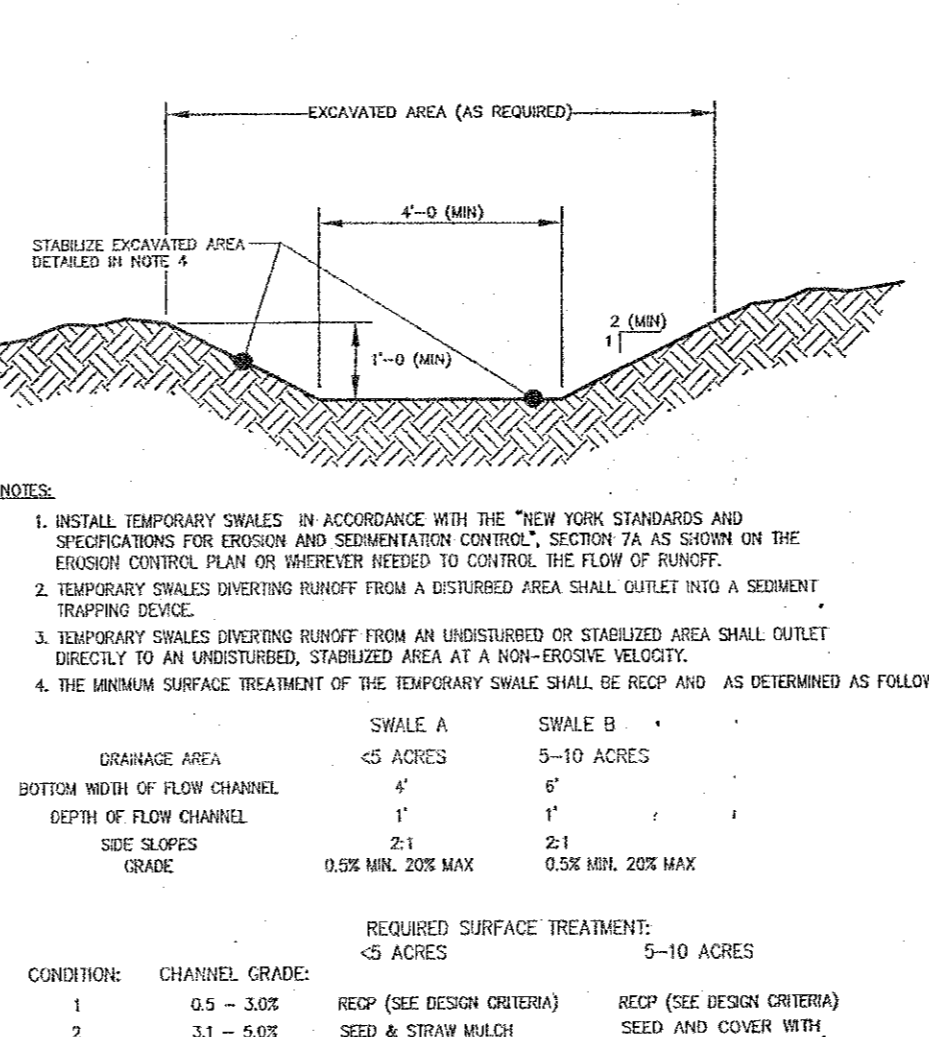 EXCAVATED AREA (AS REQUIRED)
4'-0 (MIN)
STABILIZE EXCAVATED AREA
DETAILED IN NOTE 4
2 (MIN)
1
1'-0 (MIN)
NOTES:
1. INSTALL TEMPORARY SWALES IN ACCORDANCE WITH THE "NEW YORK STANDARDS AND
SPECIFICATIONS FOR EROSION AND SEDIMENTATION CONTROL", SECTION 7A AS SHOWN ON THE
EROSION CONTROL PLAN OR WHEREVER NEEDED TO CONTROL THE FLOW OF RUNOFF.
2. TEMPORARY SWALES DIVERTING RUNOFF FROM A DISTURBED AREA SHALL OUTLET INTO A SEDIMENT
TRAPPING DEVICE.
3. TEMPORARY SWALES DIVERTING RUNOFF FROM AN UNDISTURBED OR STABILIZED AREA SHALL OUTLET
DIRECTLY TO AN UNDISTURBED, STABILIZED AREA AT A NON-EROSIVE VELOCITY.
4. THE MINIMUM SURFACE TREATMENT OF THE TEMPORARY SWALE SHALL BE RECP AND AS DETERMINED AS FOLLOW
SWALE A SWALE B
DRAINAGE AREA <5 ACRES 5-10 ACRES
BOTTOM WIDTH OF FLOW CHANNEL 4' 6'
DEPTH OF FLOW CHANNEL 1' 1'
SIDE SLOPES 2:1 2:1
GRADE 0.5% MIN. 20% MAX 0.5% MIN. 20% MAX
REQUIRED SURFACE TREATMENT:
<5 ACRES 5-10 ACRES
CONDITION: CHANNEL GRADE:
1 0.5 - 3.0% RECP (SEE DESIGN CRITERIA) RECP (SEE DESIGN CRITERIA)
2 3.1 - 5.0% SEED & STRAW MULCH SEED AND COVER WITH